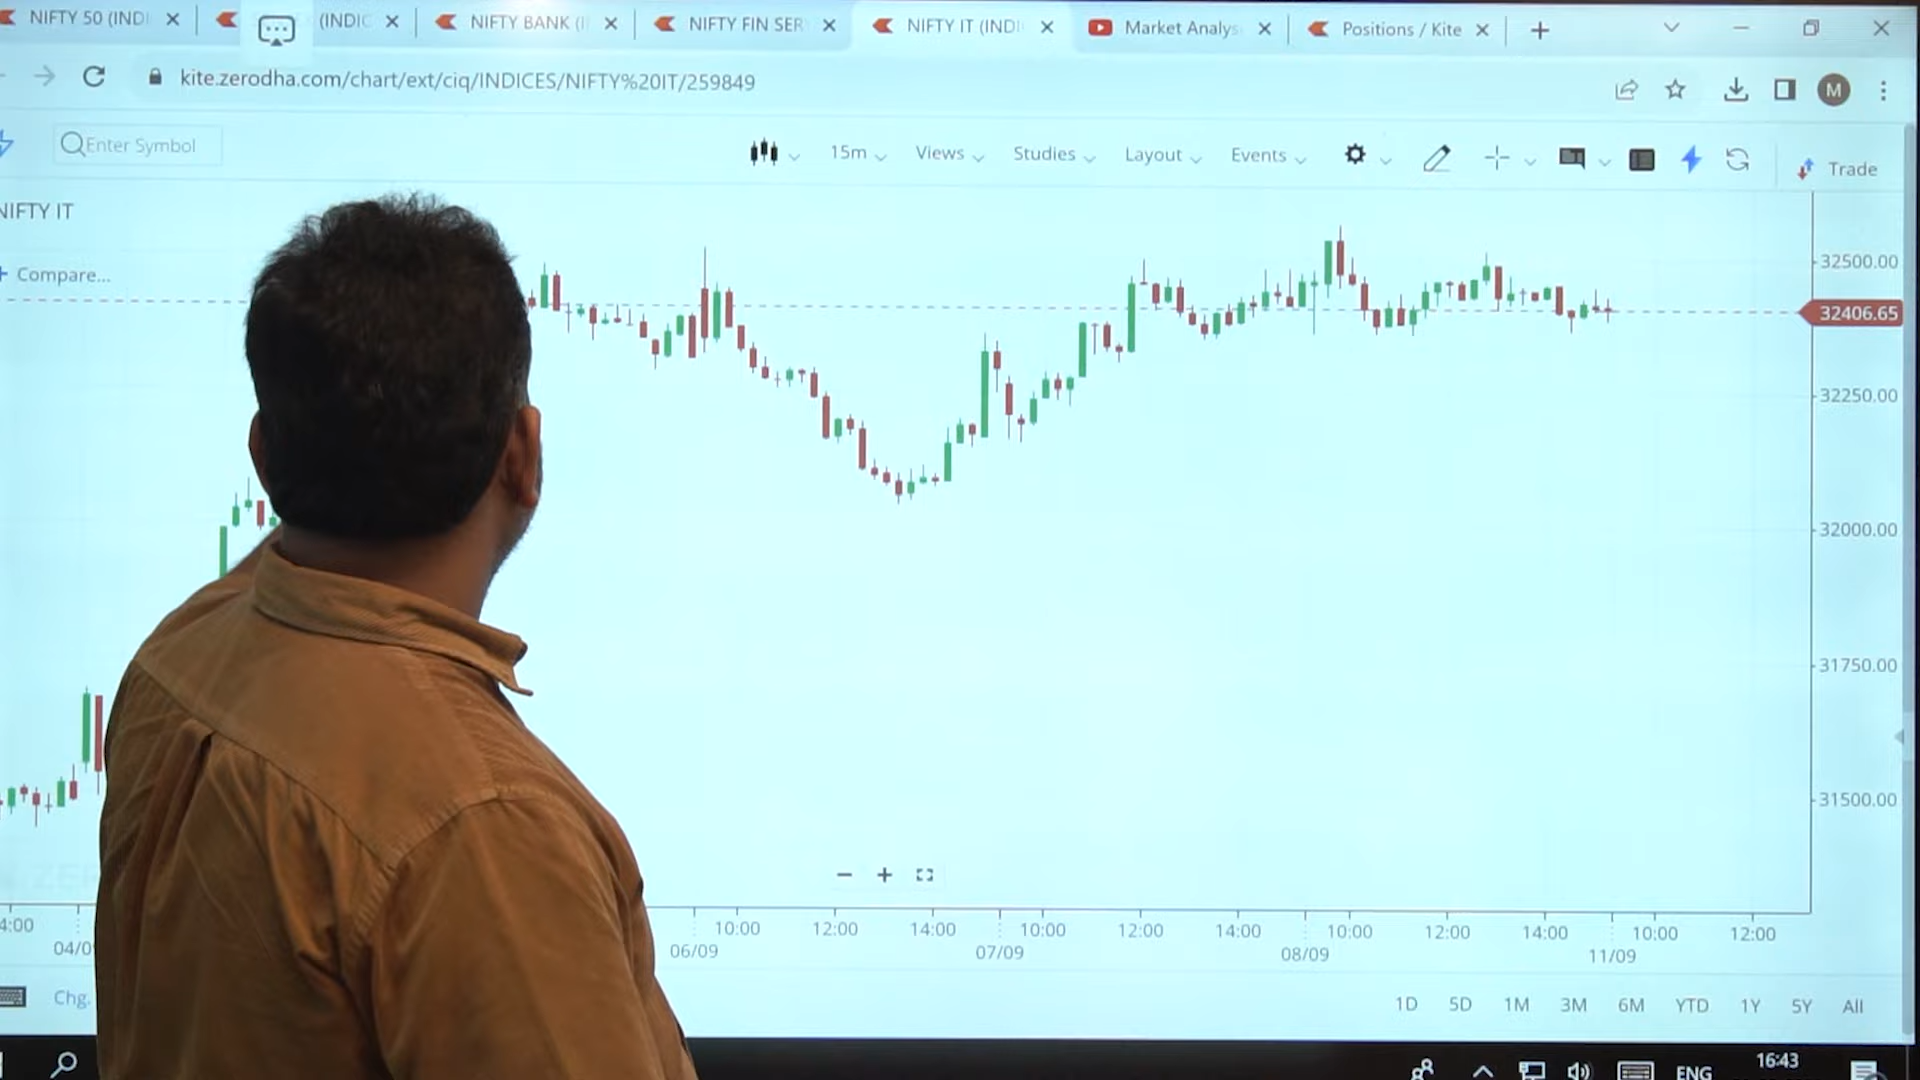 NIFTY 50 (INDI
(INDIC
NIFTY BANK (I
NIFTY FIN SER
NIFTY IT (INDI
Market Analys
Positions / Kite
kite.zerodha.com/chart/ext/ciq/INDICES/NIFTY%20IT/259849
M
Enter Symbol
15m
Views
Studies
Layout
Events
Trade
NIFTY IT
+ Compare...
32500.00
32406.65
32250.00
32000.00
31750.00
31500.00
ZER
4:00
10:00
12:00
14:00
10:00
12:00
14:00
10:00
12:00
14:00
10:00
12:00
04/0
06/09
07/09
08/09
11/09
Chg.
1D
5D
1M
3M
6M
YTD
1Y
5Y
All
ENG
16:43